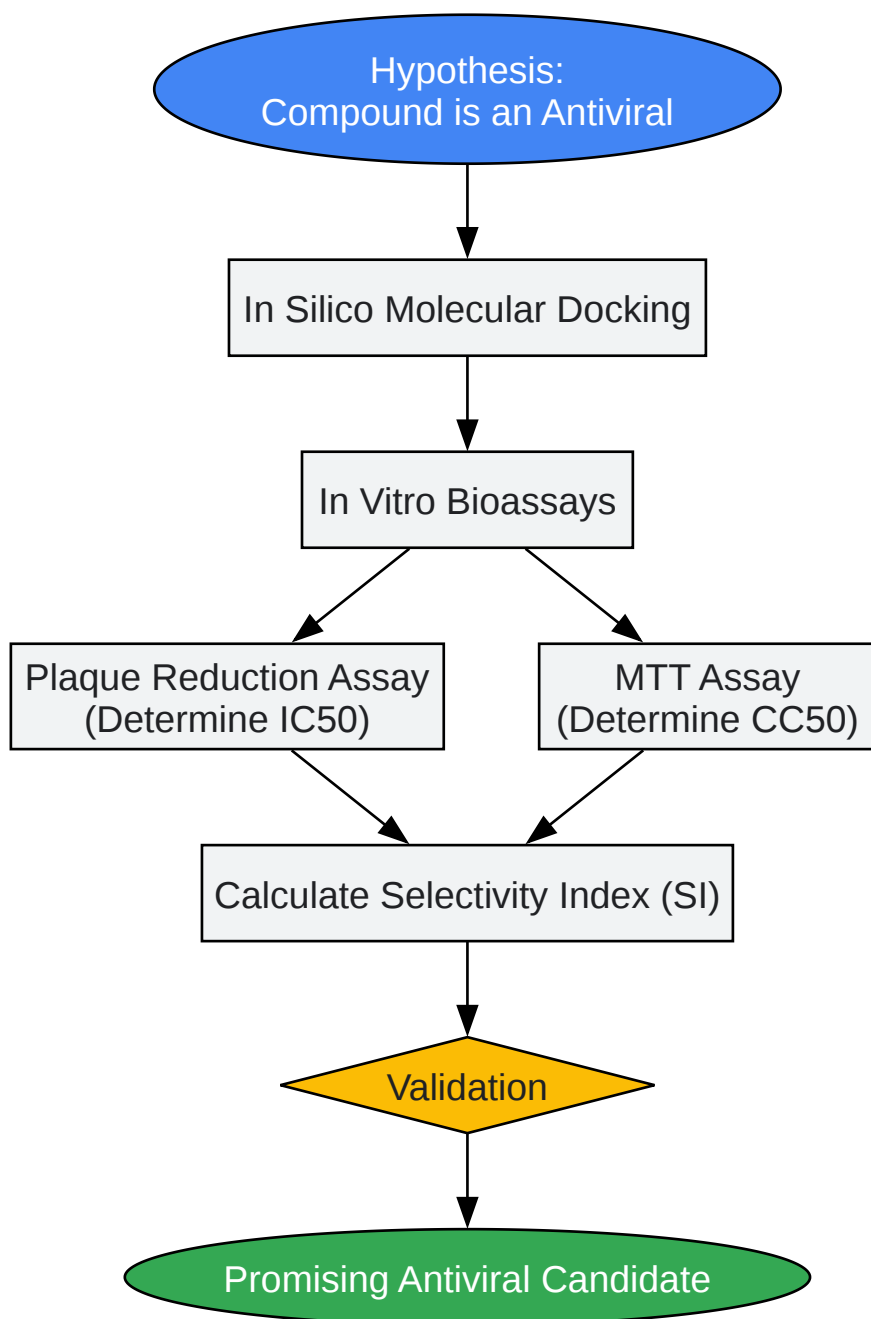 Hypothesis:
Compound is an Antiviral
In Silico Molecular Docking
In Vitro Bioassays
Plaque Reduction Assay
(Determine IC50)
MTT Assay
(Determine CC50)
Calculate Selectivity Index (SI)
Validation
Promising Antiviral Candidate